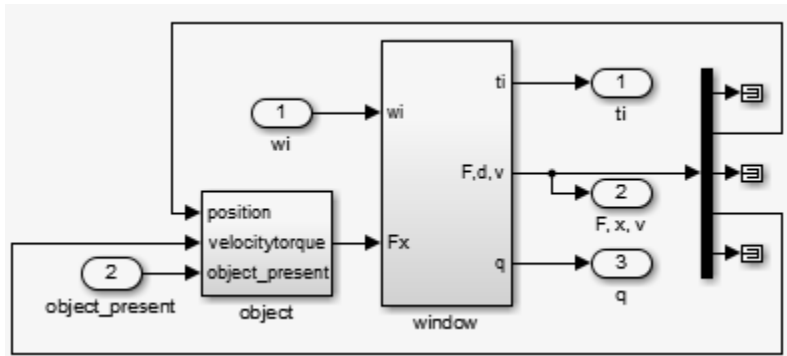 1
wi
wi
ti
1
ti
F,d,v
2
F, x, v
position
velocitytorque
object_present
Fx
q
3
q
2
object_present
object
window